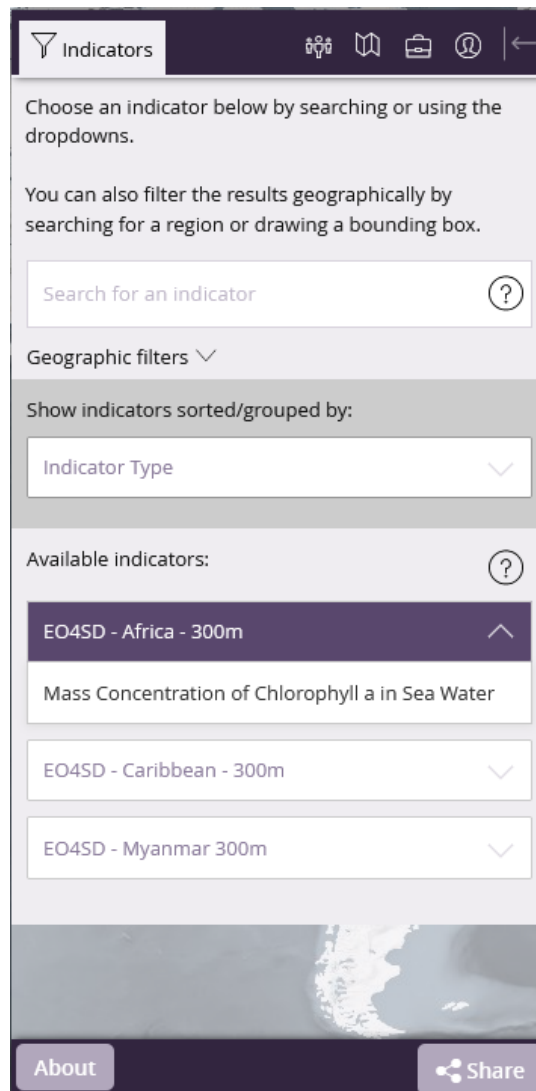 Indicators
Choose an indicator below by searching or using the
dropdowns.
You can also filter the results geographically by
searching for a region or drawing a bounding box.
Search for an indicator
?
Geographic filters
Show indicators sorted/grouped by:
Indicator Type
Available indicators:
?
EO4SD - Africa - 300m
Mass Concentration of Chlorophyll a in Sea Water
EO4SD - Caribbean - 300m
EO4SD - Myanmar 300m
About
Share